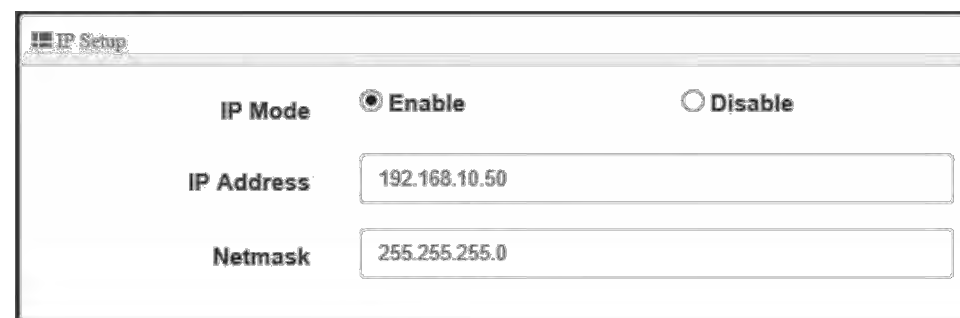 IP Setup
IP Mode Enable Disable
IP Address 192.168.10.50
Netmask 255.255.255.0